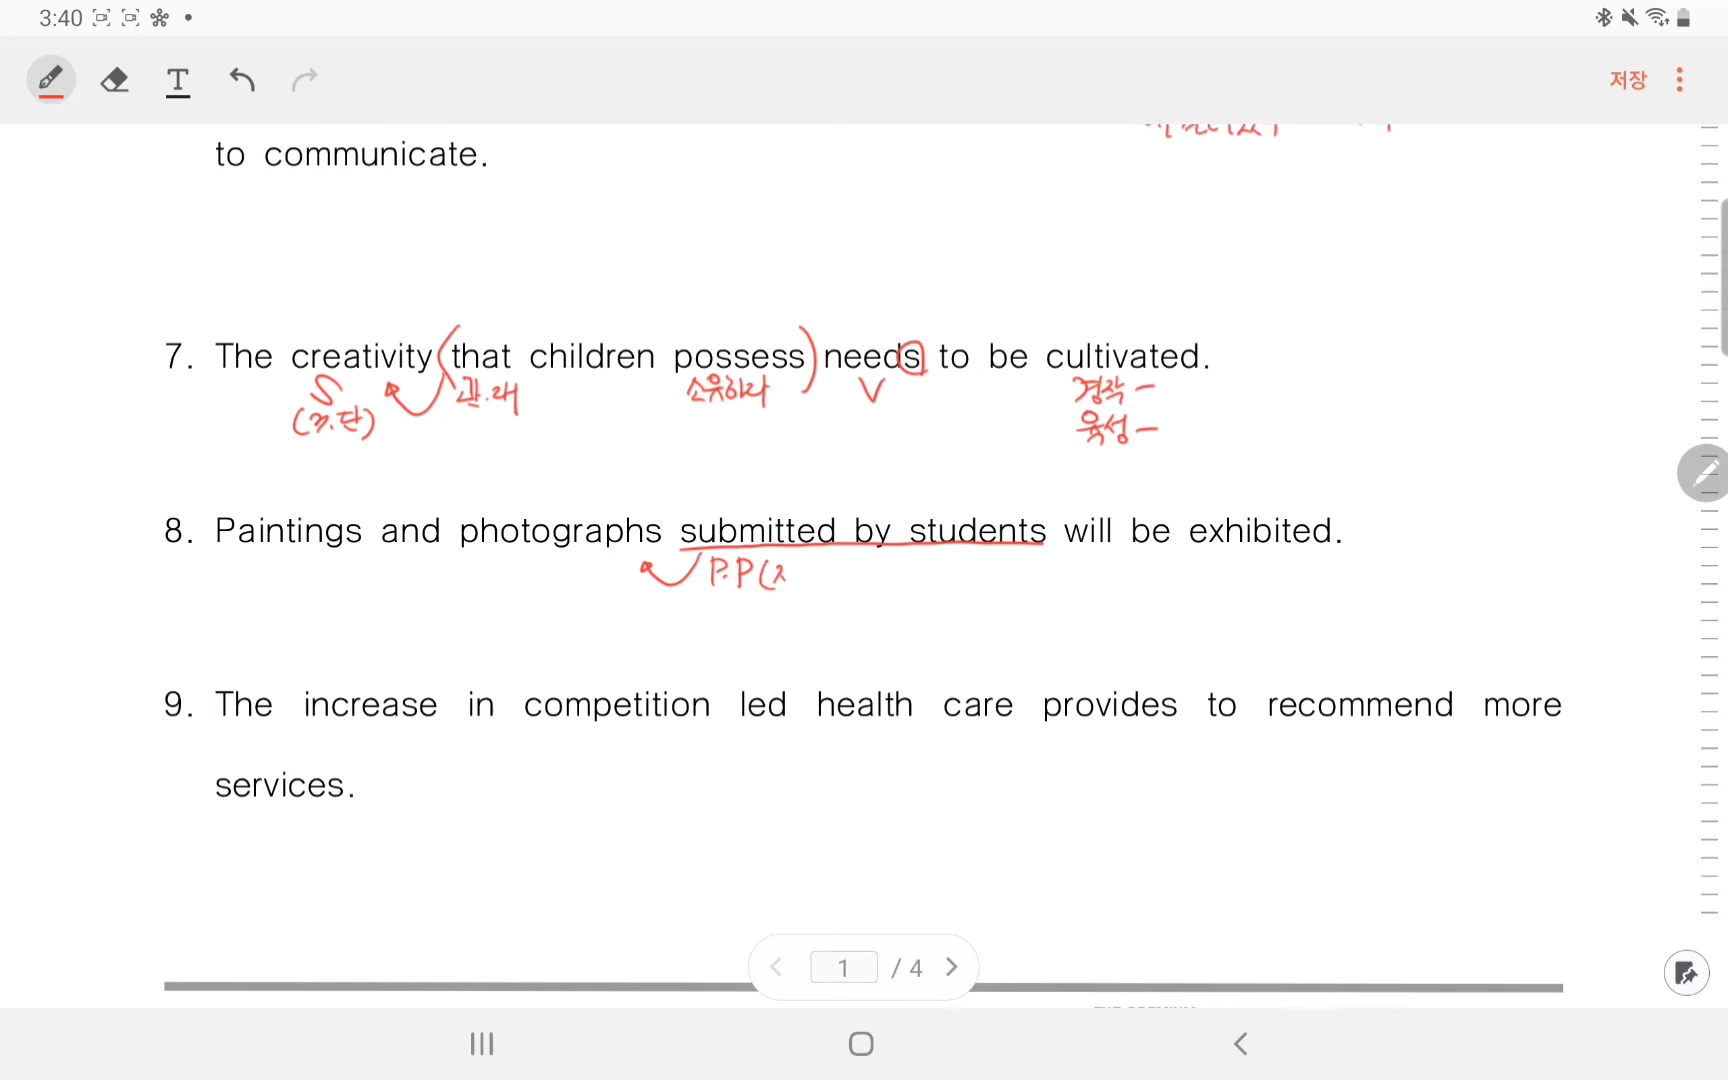 3:40
저장
to communicate.
7. The creativity (that children possess) needs to be cultivated.
S 관.대 소유하다 V 경작-
(3.단) 육성-
8. Paintings and photographs submitted by students will be exhibited.
P.P(
9. The increase in competition led health care provides to recommend more
services.
1 / 4